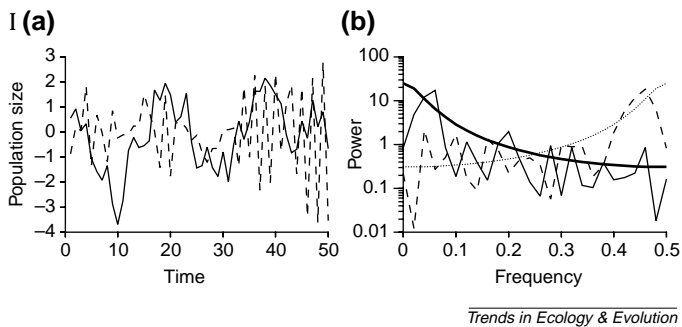 I (a)
(b)
3
2
1
0
−1
−2
−3
−4
Population size
0 10 20 30 40 50
Time
100
10
1
0.1
0.01
Power
0 0.1 0.2 0.3 0.4 0.5
Frequency
Trends in Ecology & Evolution